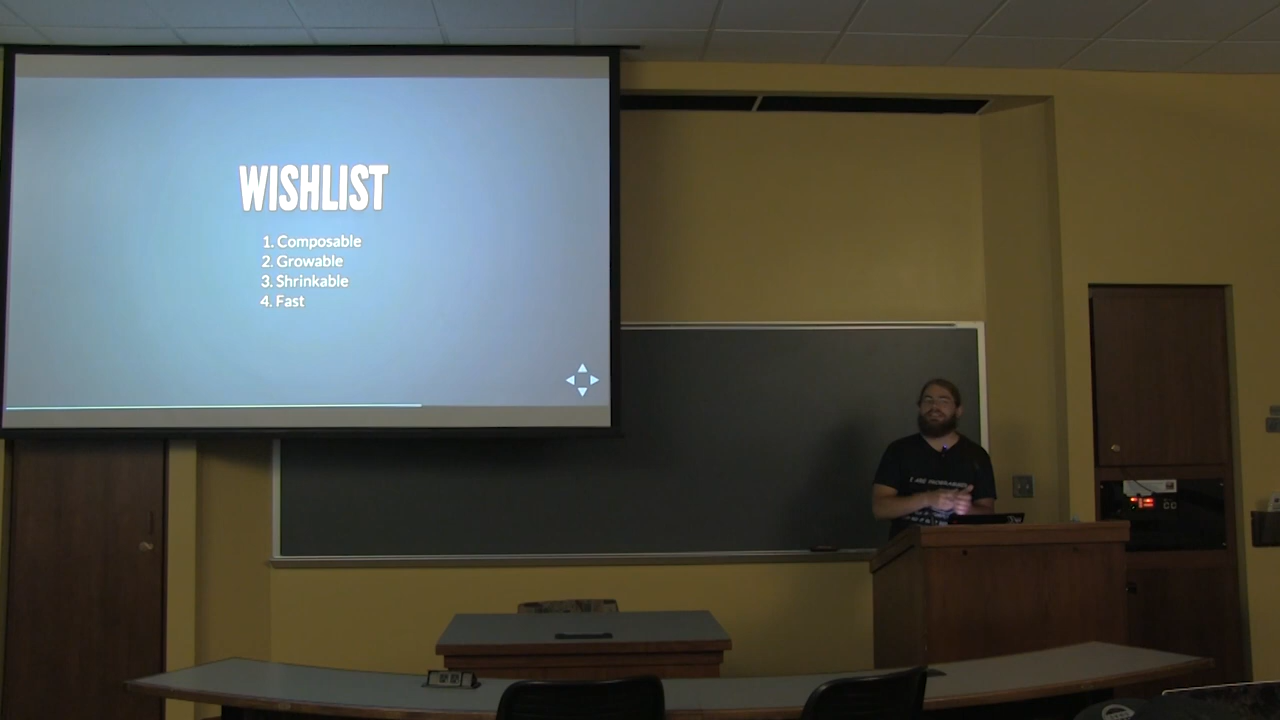 WISHLIST
1. Composable
2. Growable
3. Shrinkable
4. Fast